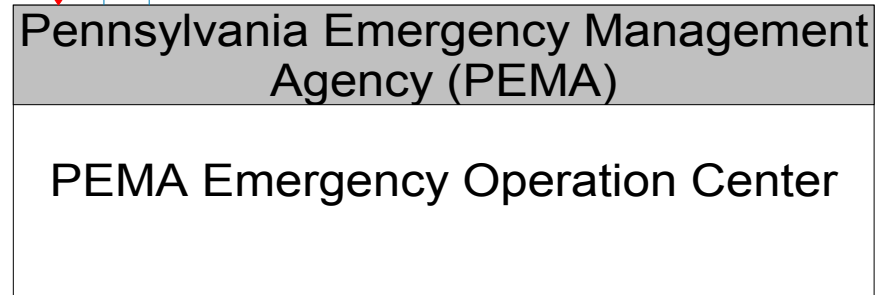 Pennsylvania Emergency Management
Agency (PEMA)
PEMA Emergency Operation Center